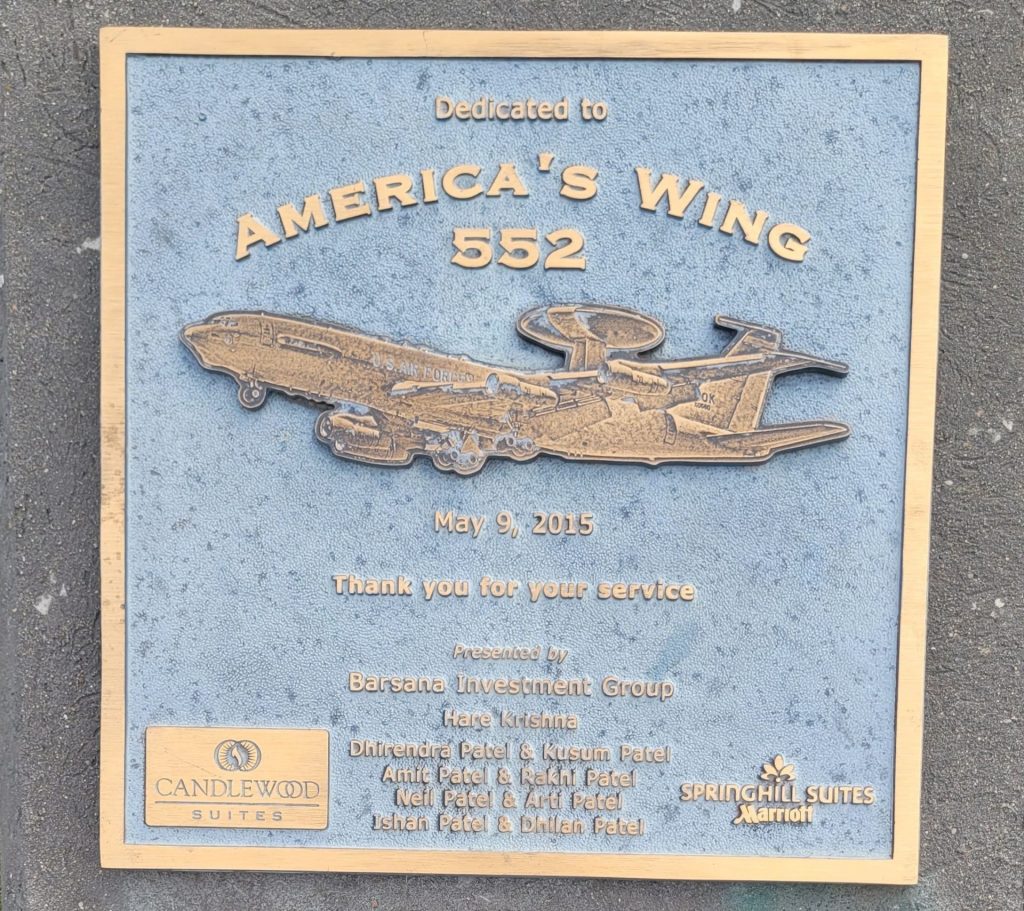 Dedicated to
AMERICA'S WING
552
U.S. AIR FORCE
OK
May 9, 2015
Thank you for your service
Presented by
Barsana Investment Group
Hare Krishna
Dhirendra Patel & Kusum Patel
Amit Patel & Rakhi Patel
Neil Patel & Arti Patel
Ishan Patel & Dhilan Patel
CANDLEWOOD
SUITES
SPRINGHILL SUITES
Marriott